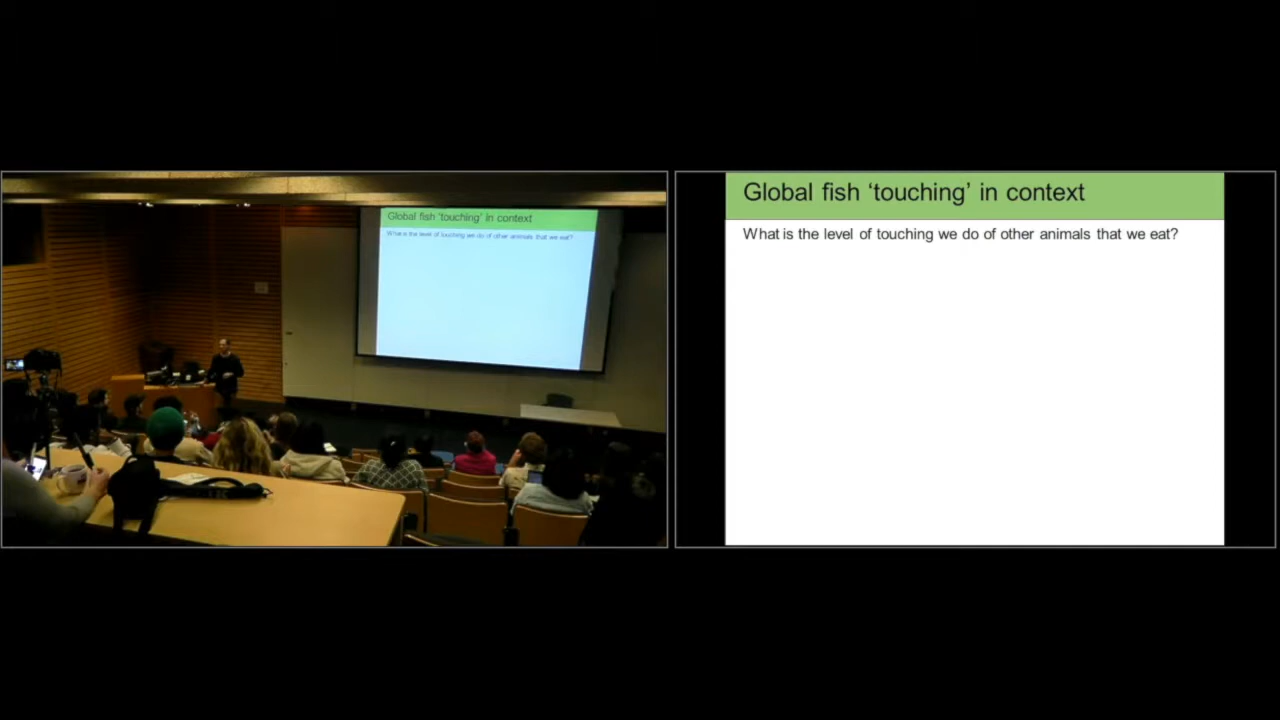 Global fish ‘touching’ in context
What is the level of touching we do of other animals that we eat?
Global fish ‘touching’ in context
What is the level of touching we do of other animals that we eat?